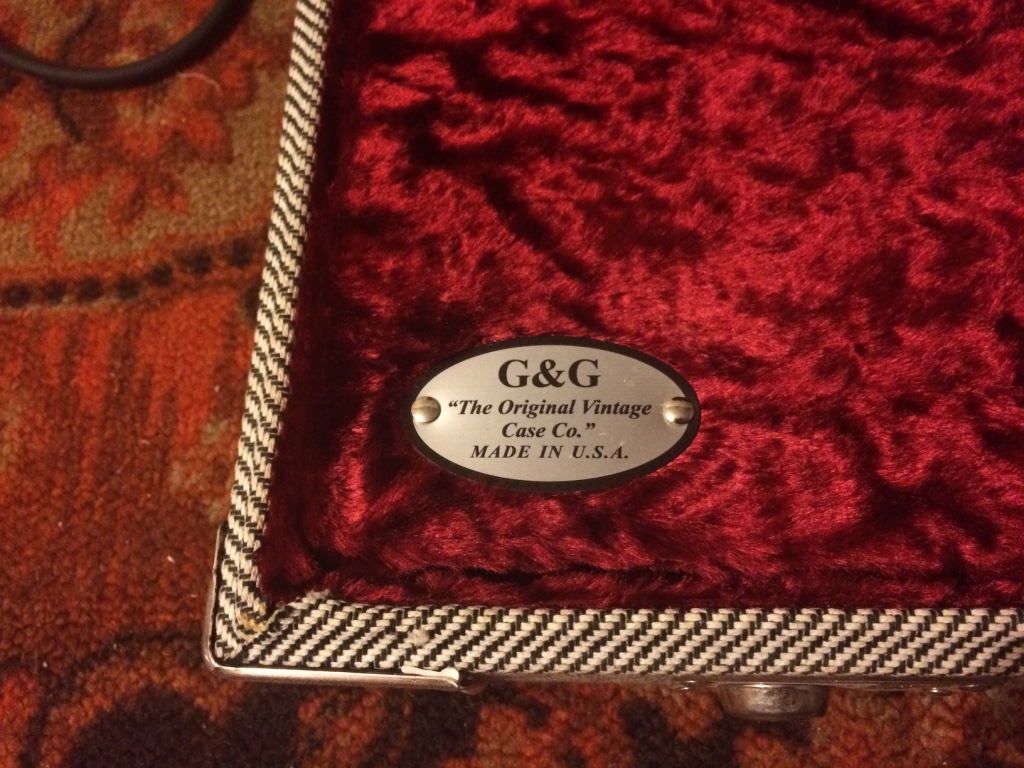 G&G
“The Original Vintage
Case Co.”
MADE IN U.S.A.